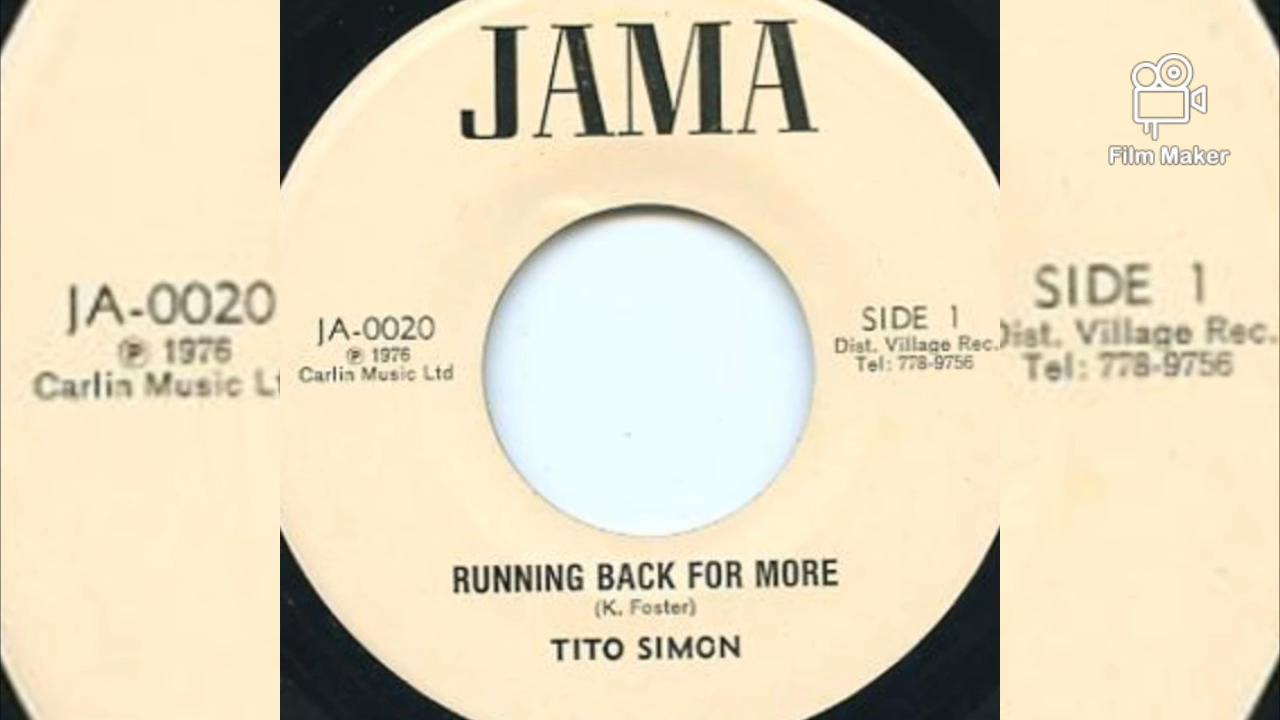 JAMA
Film Maker
JA-0020
℗ 1976
Carlin Music Ltd
SIDE 1
Dist. Village Rec.
Tel: 778-9756
RUNNING BACK FOR MORE
(K. Foster)
TITO SIMON
JA-0020
℗ 1976
Carlin Music Lt
SIDE 1
Dist. Village Rec.
Tel: 778-9756